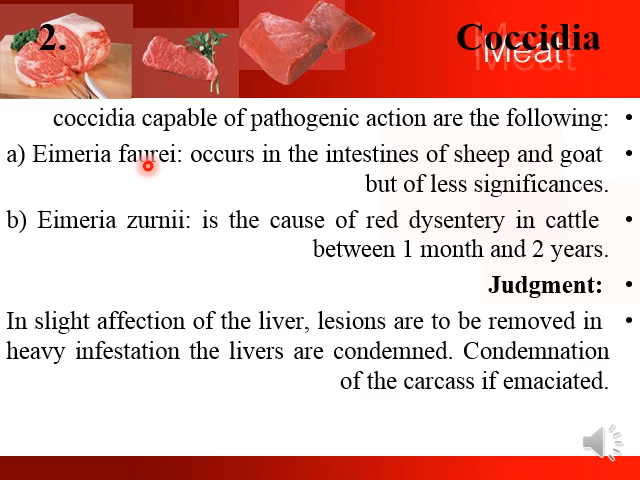 2. Coccidia
Meat
coccidia capable of pathogenic action are the following: •
a) Eimeria faurei: occurs in the intestines of sheep and goat •
but of less significances.
b) Eimeria zurnii: is the cause of red dysentery in cattle •
between 1 month and 2 years.
Judgment: •
In slight affection of the liver, lesions are to be removed in •
heavy infestation the livers are condemned. Condemnation
of the carcass if emaciated.